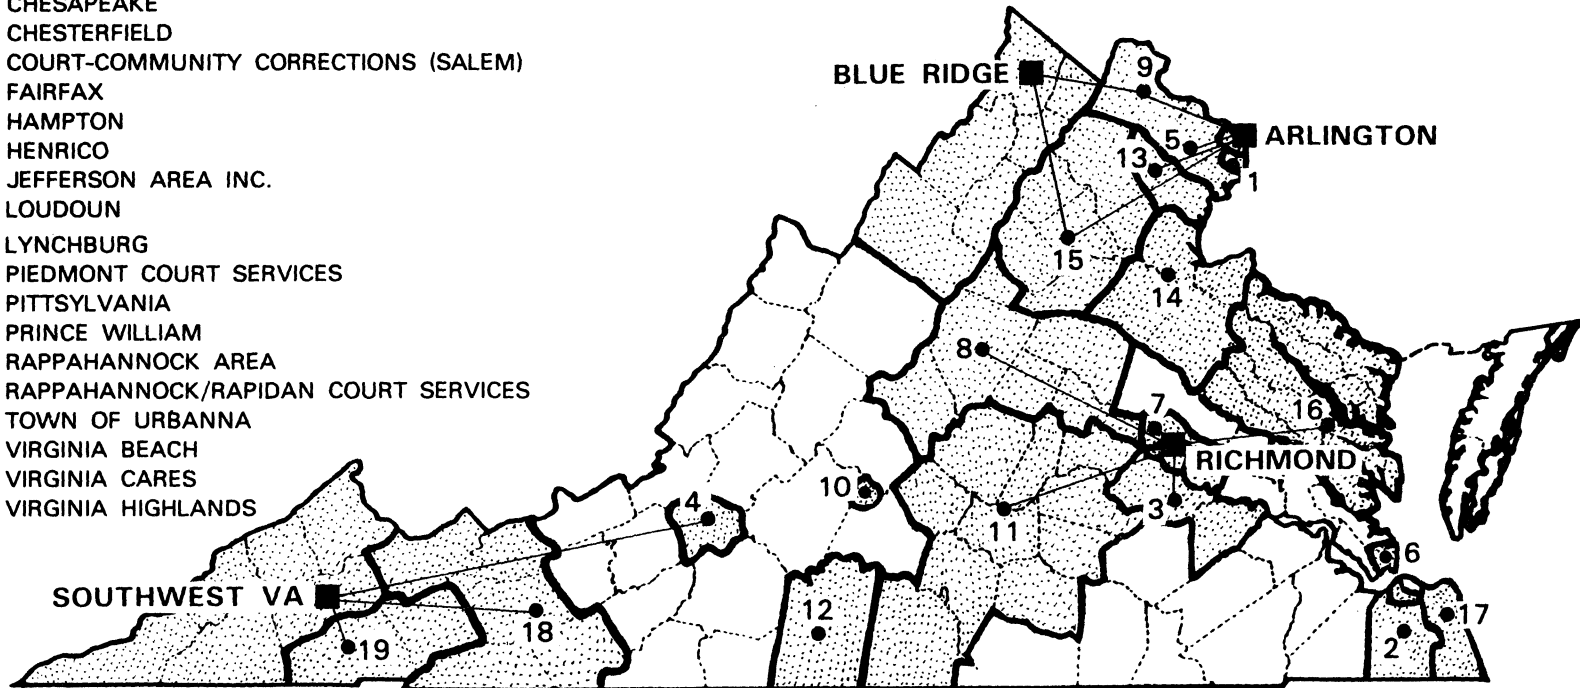 CHESAPEAKE
CHESTERFIELD
COURT-COMMUNITY CORRECTIONS (SALEM)
FAIRFAX
HAMPTON
HENRICO
JEFFERSON AREA INC.
LOUDOUN
LYNCHBURG
PIEDMONT COURT SERVICES
PITTSYLVANIA
PRINCE WILLIAM
RAPPAHANNOCK AREA
RAPPAHANNOCK/RAPIDAN COURT SERVICES
TOWN OF URBANNA
VIRGINIA BEACH
VIRGINIA CARES
VIRGINIA HIGHLANDS
BLUE RIDGE
9
ARLINGTON
5
13
1
15
14
8
16
7
RICHMOND
10
4
11
3
6
SOUTHWEST VA
12
17
18
2
19